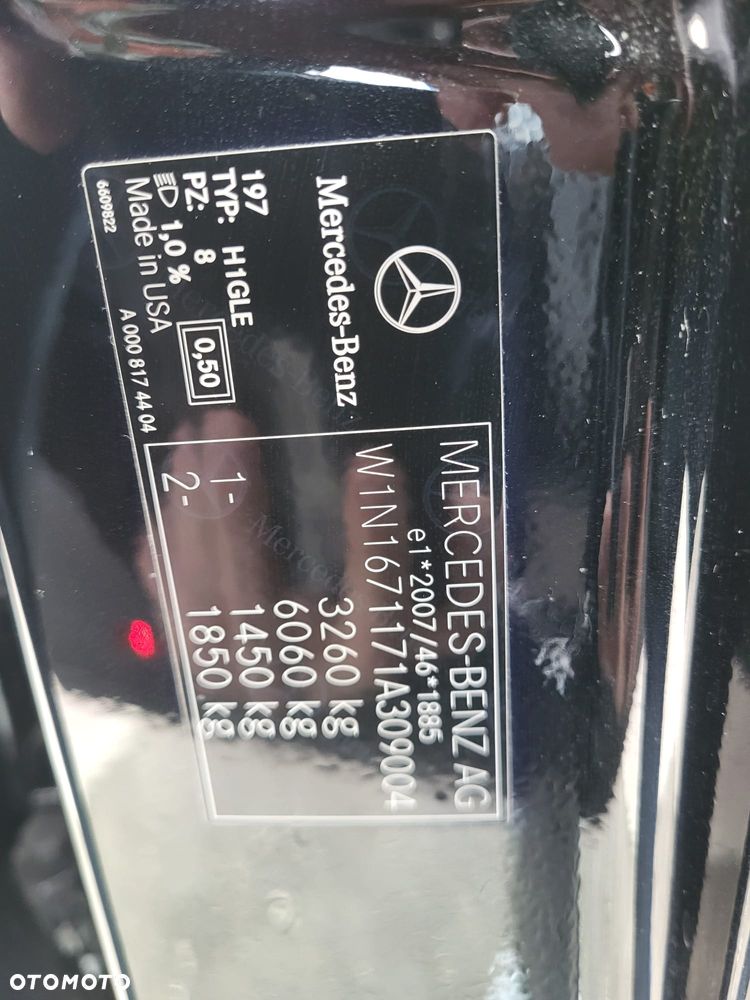 Mercedes-Benz
197
TYP: H1GLE
PZ: 8
0,50
1,0 %
Made in USA
6609822
A 000 817 44 04
MERCEDES-BENZ AG
e1*2007/46*1885
W1N1671171A309004
3260 kg
6060 kg
1- 1450 kg
2- 1850 kg
OTOMOTO